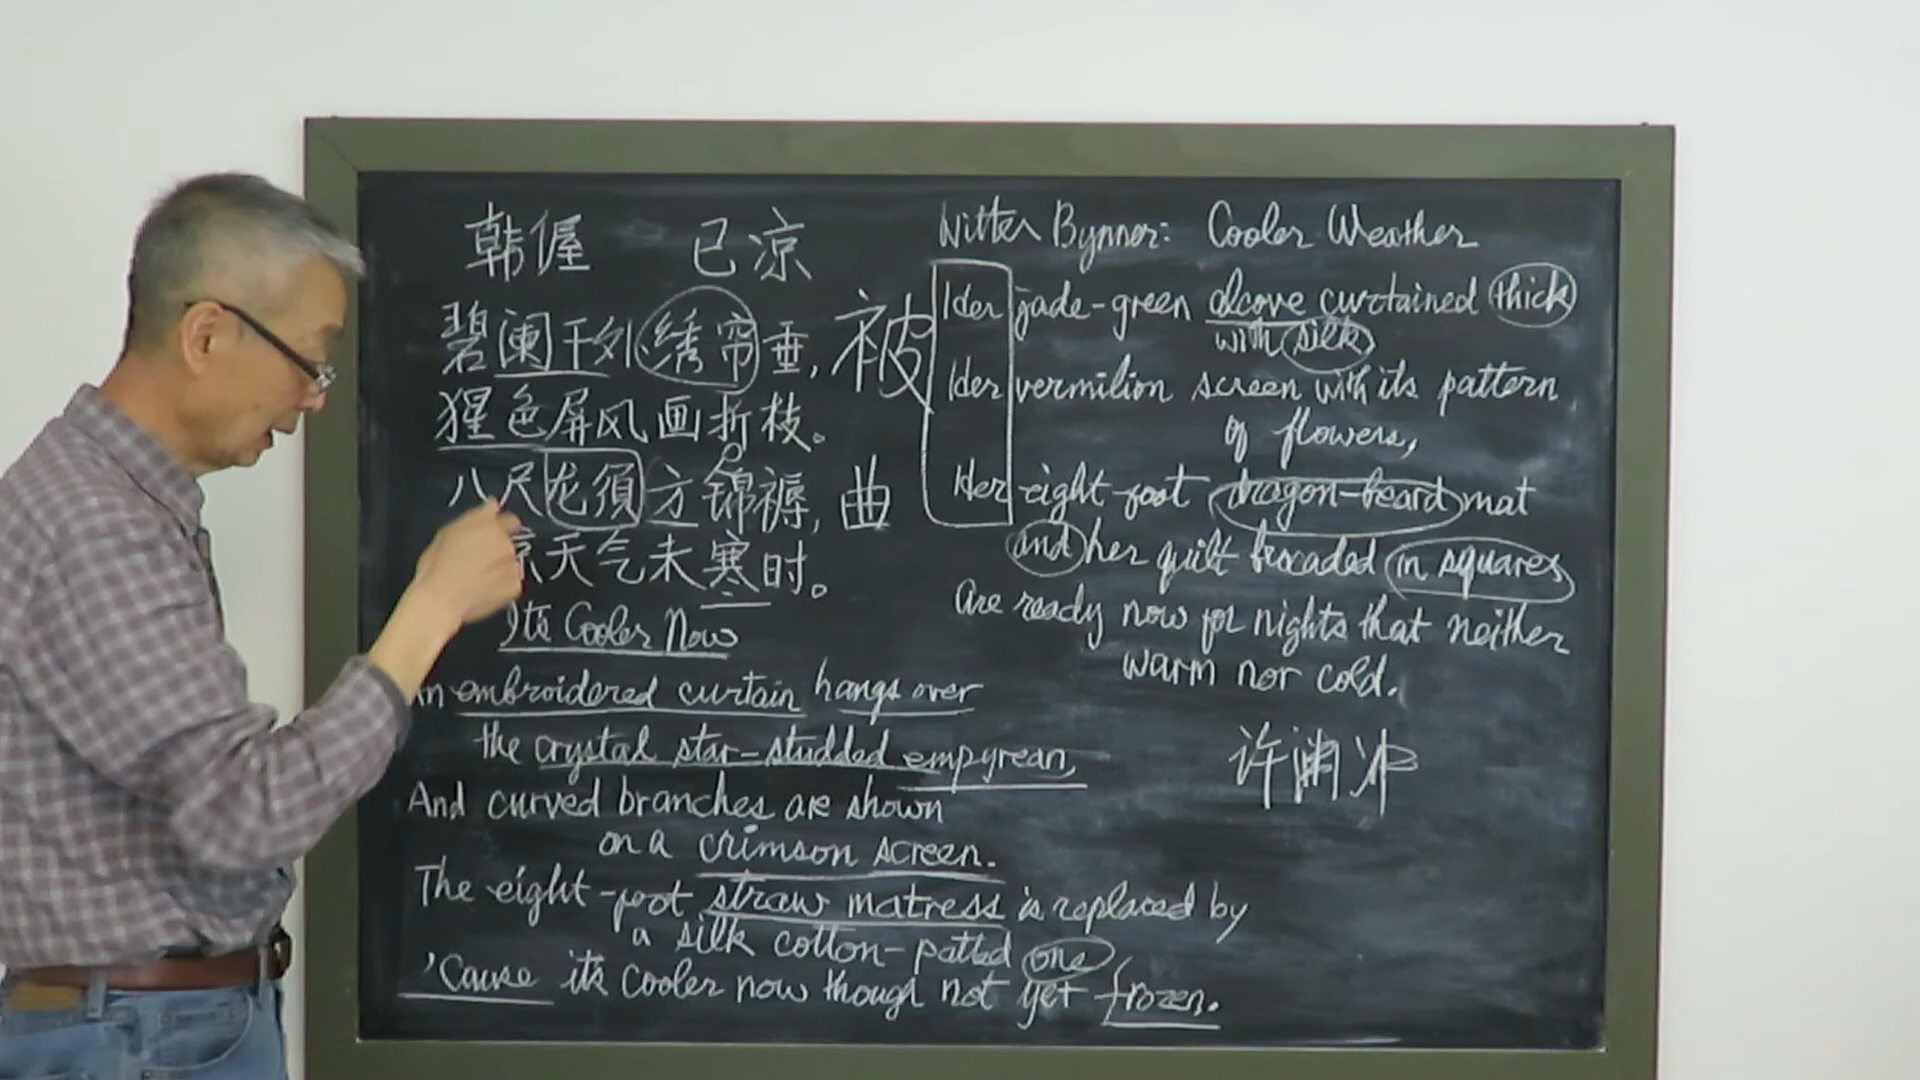 韩偓 已凉
碧阑干外绣帘垂, 被
猩色屏风画折枝。
八尺龙须方锦褥, 曲
凉天气未寒时。
It's Cooler Now
An embroidered curtain hangs over
the crystal star-studded empyrean,
And curved branches are shown
on a crimson screen.
The eight-foot straw matress is replaced by
a silk cotton-patted one
'Cause it's cooler now though not yet frozen.
Witter Bynner: Cooler Weather
Her jade-green alcove curtained thick
with silk
Her vermilion screen with its pattern
of flowers,
Her eight-foot dragon-beard mat
and her quilt brocaded in squares
are ready now for nights that neither
warm nor cold.
许渊冲